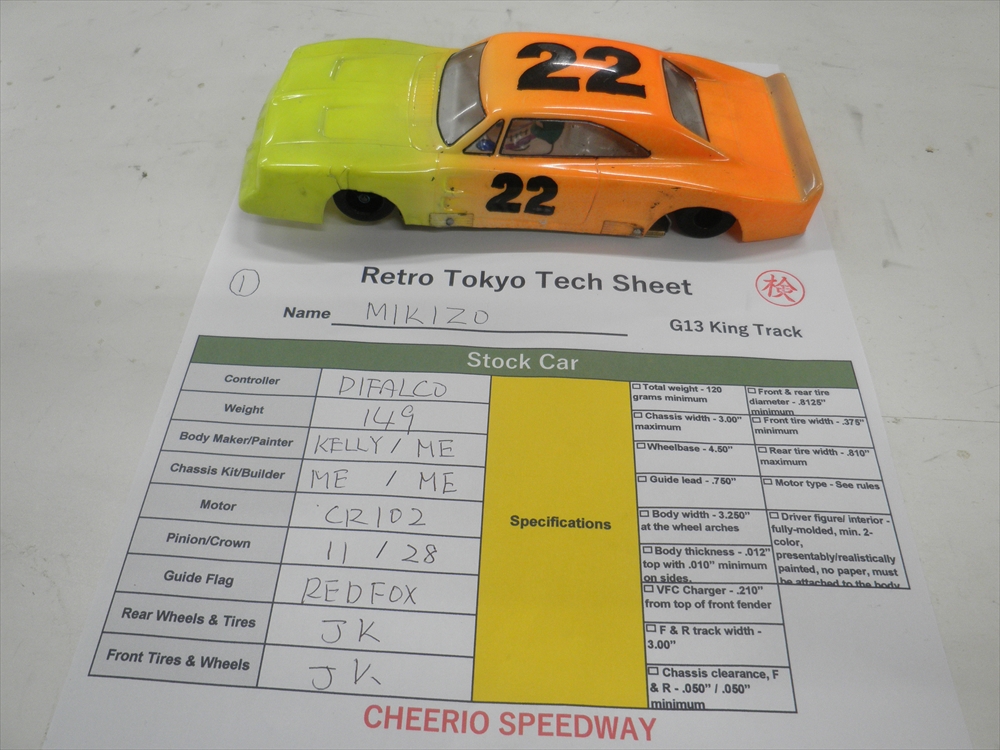 22
22
①
Retro Tokyo Tech Sheet
検
Name MIKIZO
G13 King Track
Stock Car
Controller DIFALCO
Weight 149
Body Maker/Painter KELLY / ME
Chassis Kit/Builder ME / ME
Motor CR102
Pinion/Crown 11 / 28
Guide Flag REDFOX
Rear Wheels & Tires JK
Front Tires & Wheels JK
Specifications
☐ Total weight - 120
grams minimum
☐ Chassis width - 3.00"
maximum
☐ Wheelbase - 4.50"
☐ Guide lead - .750"
☐ Body width - 3.250"
at the wheel arches
☐ Body thickness - .012"
top with .010" minimum
on sides.
☐ VFC Charger - .210"
from top of front fender
☐ F & R track width -
3.00"
☐ Chassis clearance, F
& R - .050" / .050"
minimum
☐ Front & rear tire
diameter - .8125"
minimum
☐ Front tire width - .375"
minimum
☐ Rear tire width - .810"
maximum
☐ Motor type - See rules
☐ Driver figure/ interior -
fully-molded, min. 2-
color,
presentably/realistically
painted, no paper, must
be attached to the body
CHEERIO SPEEDWAY